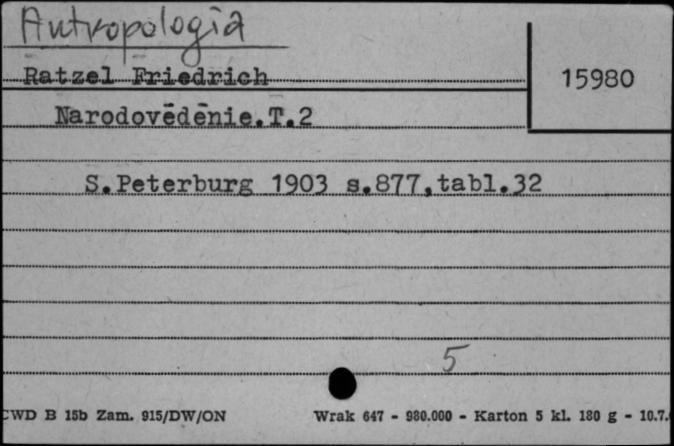 Antropologia
Ratzel Friedrich
15980
Narodovēdēnie.T.2
S.Peterburg 1903 s.877,tabl.32
5
CWD B 15b Zam. 915/DW/ON
Wrak 647 - 980.000 - Karton 5 kl. 180 g - 10.7.